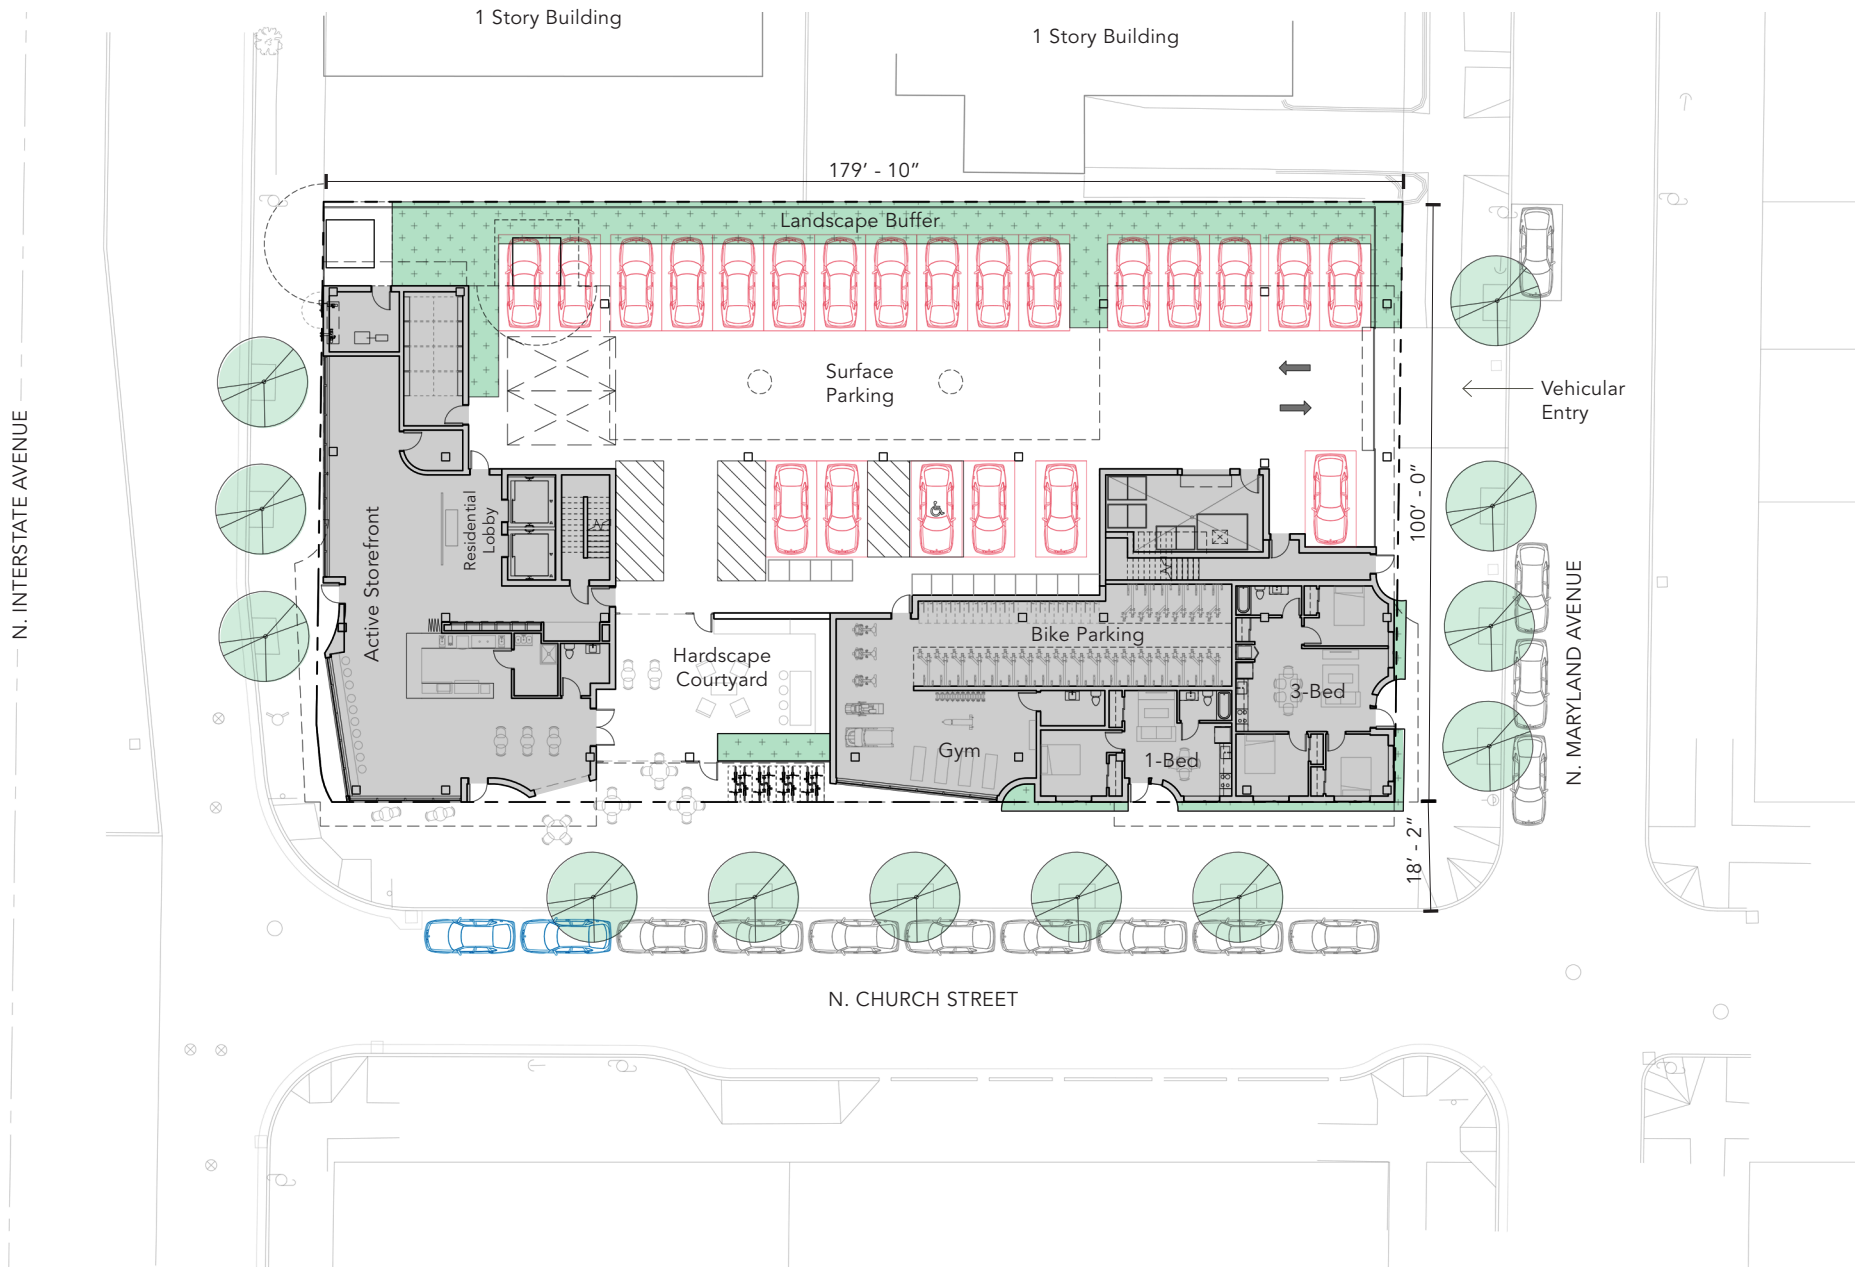 1 Story Building
1 Story Building
179' - 10"
Landscape Buffer
Surface
Parking
Vehicular
Entry
N. INTERSTATE AVENUE
Active Storefront
Residential
Lobby
100' - 0"
N. MARYLAND AVENUE
Bike Parking
Hardscape
Courtyard
3-Bed
Gym
1-Bed
18' - 2"
N. CHURCH STREET